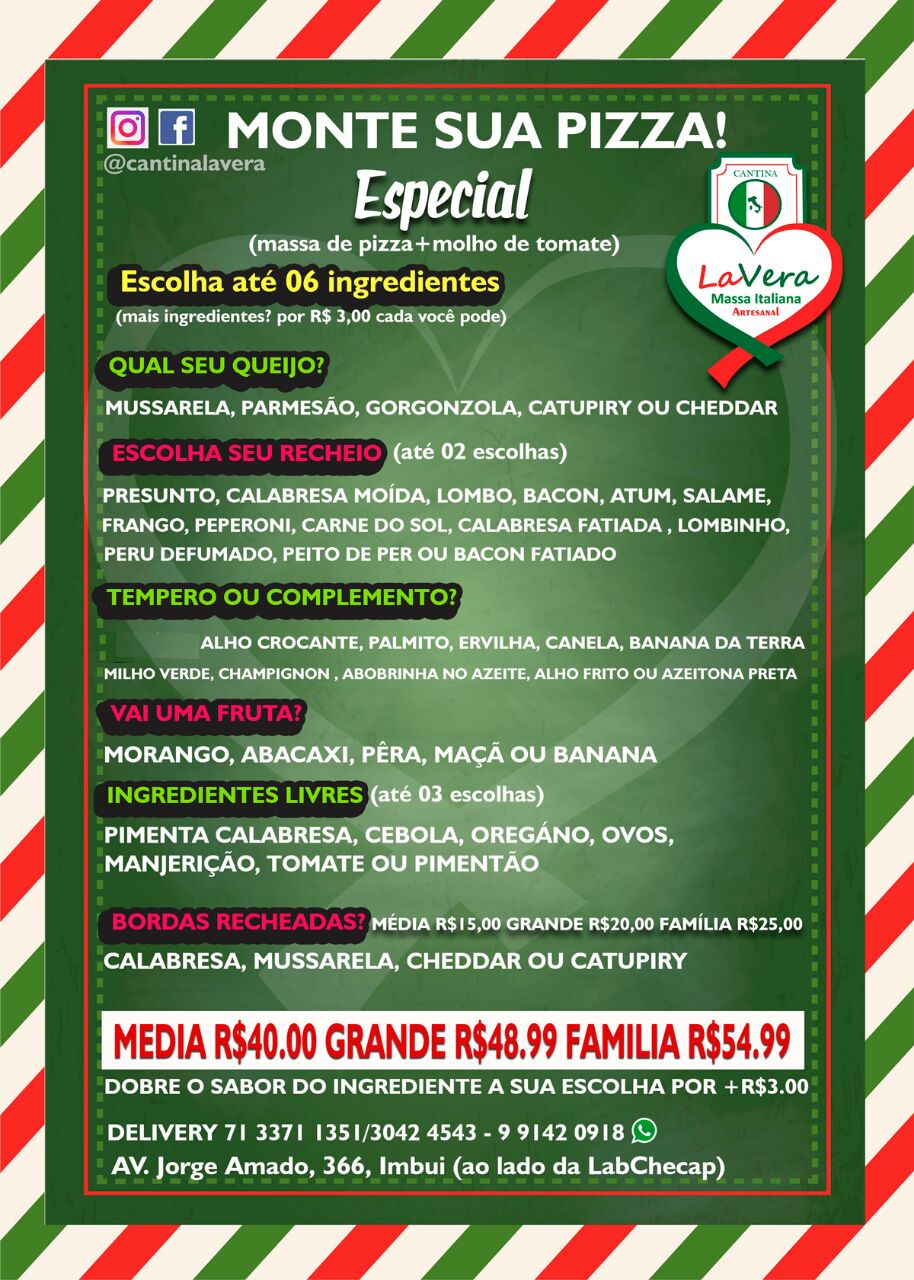 MONTE SUA PIZZA!
@cantinalavera
Especial
(massa de pizza+molho de tomate)
CANTINA
LaVera
Massa Italiana
ARTESANAL
Escolha até 06 ingredientes
(mais ingredientes? por R$ 3,00 cada você pode)
QUAL SEU QUEIJO?
MUSSARELA, PARMESÃO, GORGONZOLA, CATUPIRY OU CHEDDAR
ESCOLHA SEU RECHEIO (até 02 escolhas)
PRESUNTO, CALABRESA MOÍDA, LOMBO, BACON, ATUM, SALAME,
FRANGO, PEPERONI, CARNE DO SOL, CALABRESA FATIADA , LOMBINHO,
PERU DEFUMADO, PEITO DE PER OU BACON FATIADO
TEMPERO OU COMPLEMENTO?
ALHO CROCANTE, PALMITO, ERVILHA, CANELA, BANANA DA TERRA
MILHO VERDE, CHAMPIGNON , ABOBRINHA NO AZEITE, ALHO FRITO OU AZEITONA PRETA
VAI UMA FRUTA?
MORANGO, ABACAXI, PÊRA, MAÇÃ OU BANANA
INGREDIENTES LIVRES (até 03 escolhas)
PIMENTA CALABRESA, CEBOLA, OREGÁNO, OVOS,
MANJERIÇÃO, TOMATE OU PIMENTÃO
BORDAS RECHEADAS? MÉDIA R$15,00 GRANDE R$20,00 FAMÍLIA R$25,00
CALABRESA, MUSSARELA, CHEDDAR OU CATUPIRY
MEDIA R$40.00 GRANDE R$48.99 FAMILIA R$54.99
DOBRE O SABOR DO INGREDIENTE A SUA ESCOLHA POR +R$3.00
DELIVERY 71 3371 1351/3042 4543 - 9 9142 0918
AV. Jorge Amado, 366, Imbui (ao lado da LabChecap)